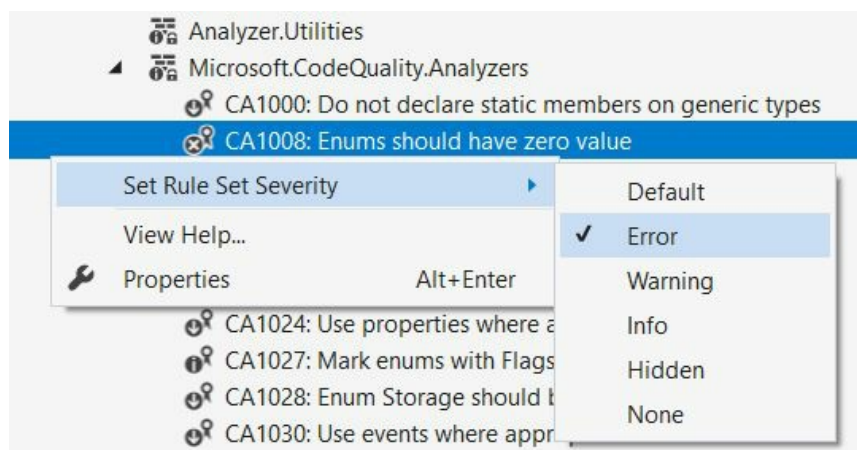 Analyzer.Utilities
Microsoft.CodeQuality.Analyzers
CA1000: Do not declare static members on generic types
CA1008: Enums should have zero value
Set Rule Set Severity
View Help...
Properties Alt+Enter
Default
Error
Warning
Info
Hidden
None
CA1024: Use properties where
CA1027: Mark enums with Flags
CA1028: Enum Storage should
CA1030: Use events where